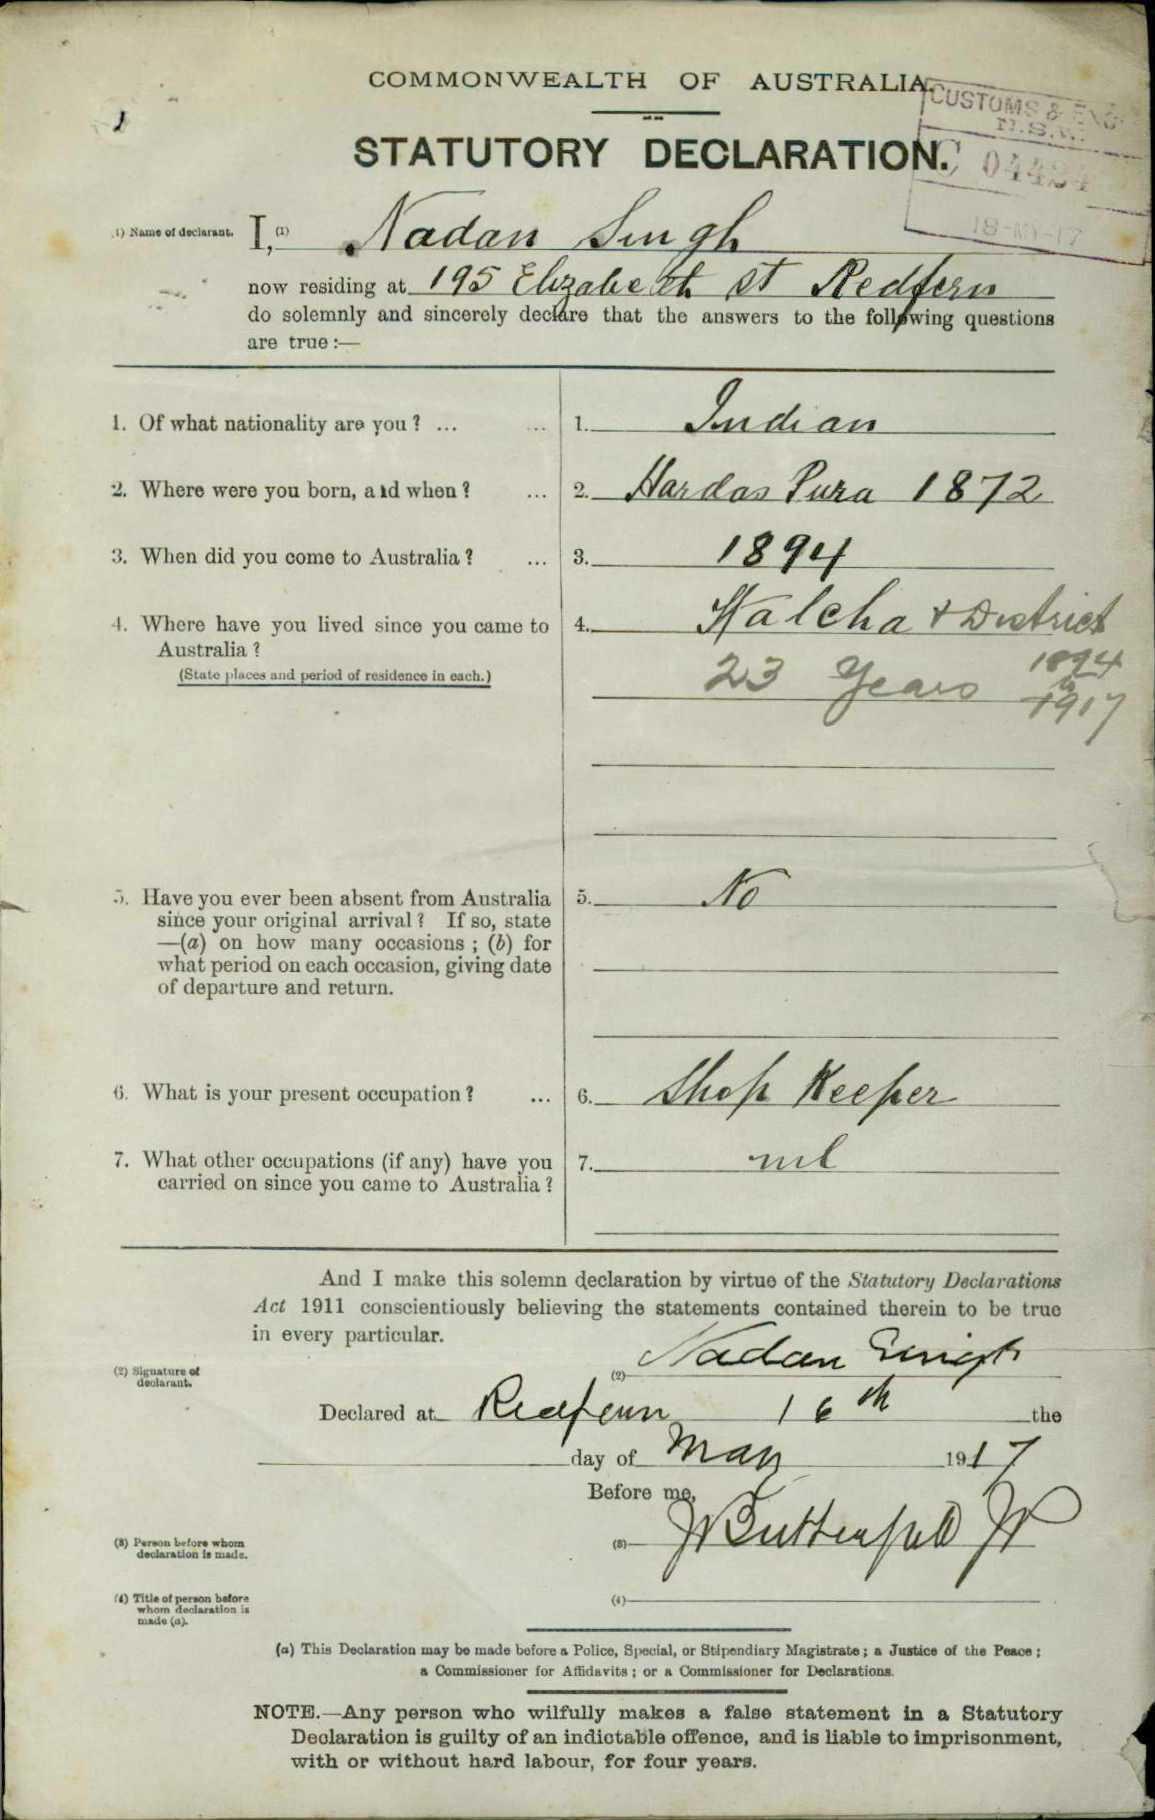 COMMONWEALTH OF AUSTRALIA.
CUSTOMS & EXC
N.S.W.
STATUTORY DECLARATION.
C 04424
18-MY-17
(1) Name of declarant. I,(1) Nadan Singh
now residing at 195 Elizabeth St Redfern
do solemnly and sincerely declare that the answers to the following questions
are true :—
1. Of what nationality are you ? ... ... 1. Indian
2. Where were you born, and when ? ... 2. Hardas Pura 1872
3. When did you come to Australia ? ... 3. 1894
4. Where have you lived since you came to 4. Walcha & District
Australia ?
(State places and period of residence in each.) 23 Years 1894
to
1917
5. Have you ever been absent from Australia 5. No
since your original arrival ? If so, state
—(a) on how many occasions ; (b) for
what period on each occasion, giving date
of departure and return.
6. What is your present occupation ? ... 6. Shop Keeper
7. What other occupations (if any) have you 7. nil
carried on since you came to Australia ?
And I make this solemn declaration by virtue of the Statutory Declarations
Act 1911 conscientiously believing the statements contained therein to be true
in every particular.
(2) Signature of
declarant. (2) Nadan Singh
Declared at Redfern 16th the
day of May 1917
Before me,
(3) Person before whom
declaration is made. (3) J Butterfield JP
(4) Title of person before
whom declaration is
made (a). (4)
(a) This Declaration may be made before a Police, Special, or Stipendiary Magistrate ; a Justice of the Peace ;
a Commissioner for Affidavits ; or a Commissioner for Declarations.
NOTE.—Any person who wilfully makes a false statement in a Statutory
Declaration is guilty of an indictable offence, and is liable to imprisonment,
with or without hard labour, for four years.